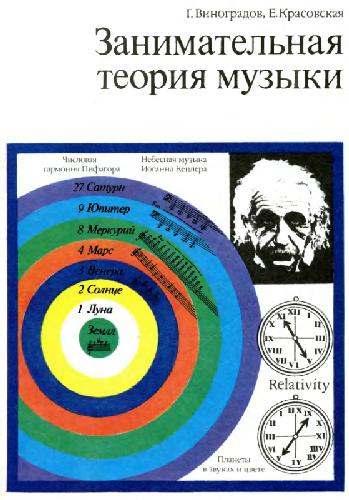 Г. Виноградов, Е. Красовская
Занимательная
теория музыки
Числовая
гармония Пифагора
Небесная музыка
Иоганна Кеплера
27 Сатурн
9 Юпитер
8 Меркурий
4 Марс
3 Венера
2 Солнце
1 Луна
Земля
Relativity
Планеты
в звуках и цвете